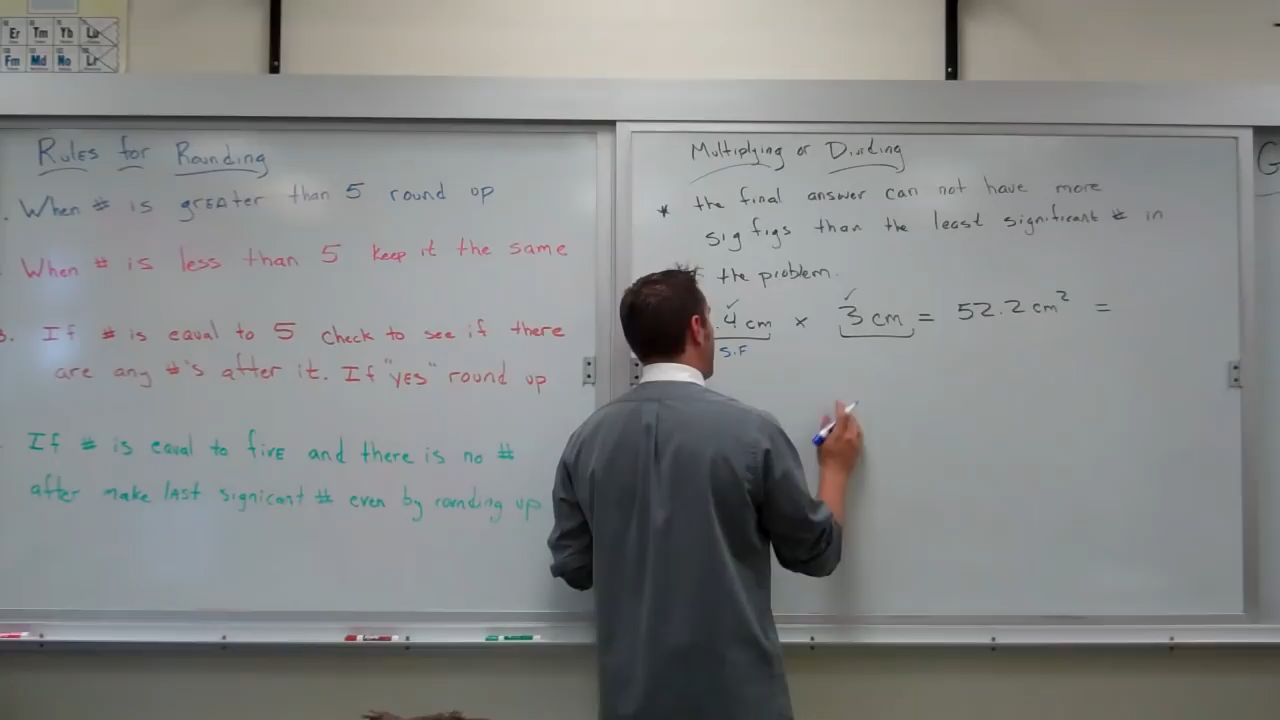 Er Tm Yb Lu
Fm Md No Lr
Rules for Rounding
. When # is greater than 5 round up
When # is less than 5 keep it the same
3. If # is equal to 5 check to see if there
are any #'s after it. If "yes" round up
If # is equal to five and there is no #
after make last signicant # even by rounding up
Multiplying or Dividing
* the final answer can not have more
sig figs than the least significant # in
the problem.
.4 cm x 3 cm = 52.2 cm² =
S.F
G